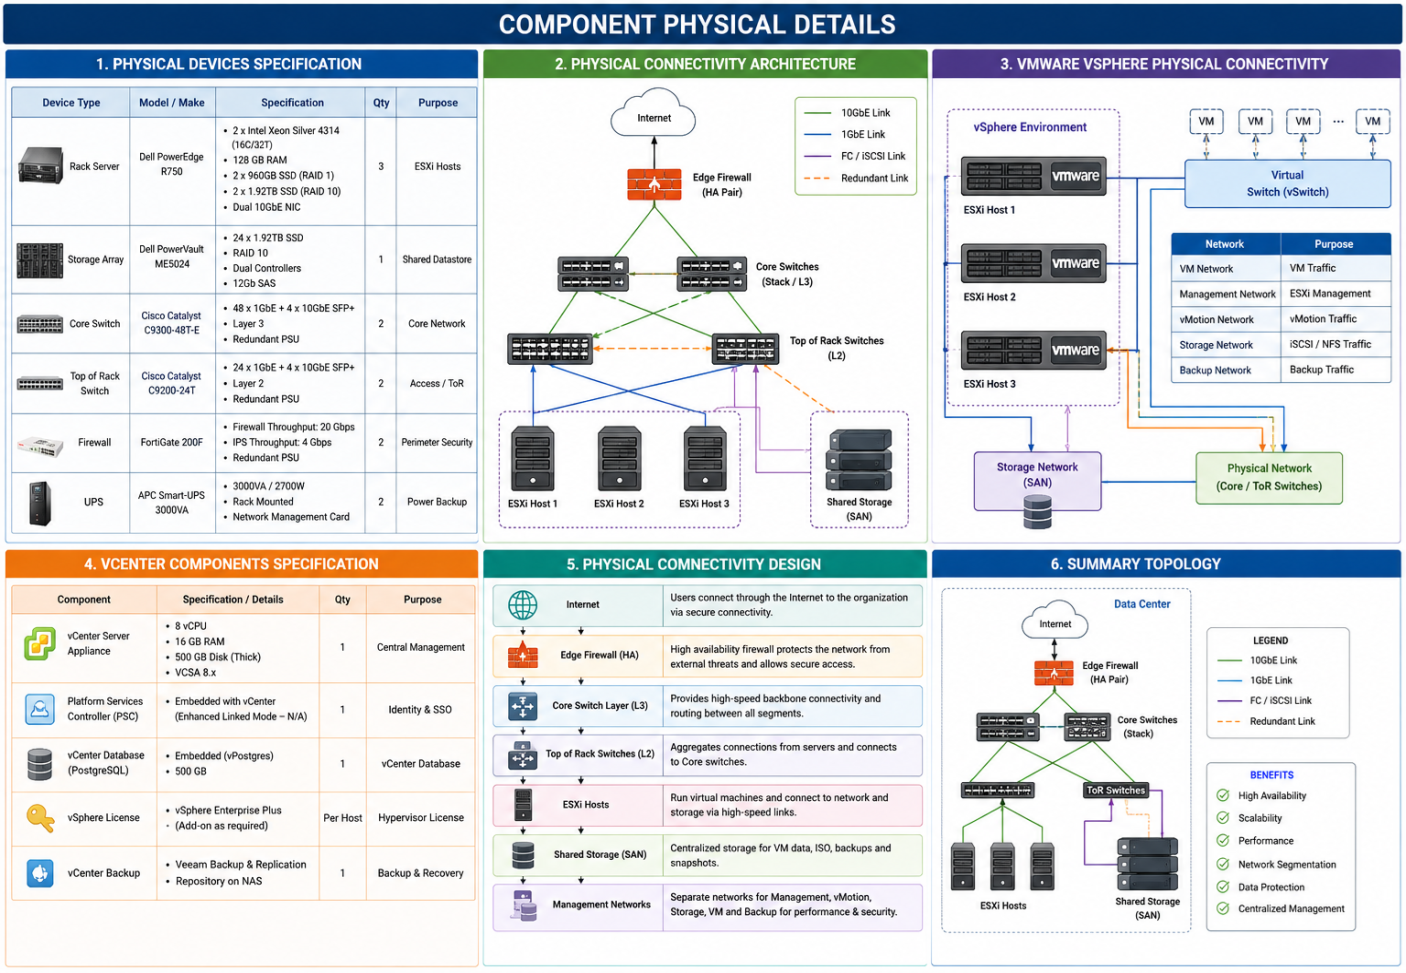 COMPONENT PHYSICAL DETAILS
1. PHYSICAL DEVICES SPECIFICATION
Device Type
Model / Make
Specification
Qty
Purpose
Rack Server
Dell PowerEdge
R750
• 2 x Intel Xeon Silver 4314
(16C/32T)
• 128 GB RAM
• 2 x 960GB SSD (RAID 1)
• 2 x 1.92TB SSD (RAID 10)
• Dual 10GbE NIC
3
ESXi Hosts
Storage Array
Dell PowerVault
ME5024
• 24 x 1.92TB SSD
• RAID 10
• Dual Controllers
• 12Gb SAS
1
Shared Datastore
Core Switch
Cisco Catalyst
C9300-48T-E
• 48 x 1GbE + 4 x 10GbE SFP+
• Layer 3
• Redundant PSU
2
Core Network
Top of Rack
Switch
Cisco Catalyst
C9200-24T
• 24 x 1GbE + 4 x 10GbE SFP+
• Layer 2
• Redundant PSU
2
Access / ToR
Firewall
FortiGate 200F
• Firewall Throughput: 20 Gbps
• IPS Throughput: 4 Gbps
• Redundant PSU
2
Perimeter Security
UPS
APC Smart-UPS
3000VA
• 3000VA / 2700W
• Rack Mounted
• Network Management Card
2
Power Backup
2. PHYSICAL CONNECTIVITY ARCHITECTURE
Internet
10GbE Link
1GbE Link
FC / iSCSI Link
Redundant Link
Edge Firewall
(HA Pair)
Core Switches
(Stack / L3)
Top of Rack Switches
(L2)
ESXi Host 1
ESXi Host 2
ESXi Host 3
Shared Storage
(SAN)
3. VMWARE VSPHERE PHYSICAL CONNECTIVITY
vSphere Environment
vmware
ESXi Host 1
vmware
ESXi Host 2
vmware
ESXi Host 3
VM
VM
VM
...
VM
Virtual
Switch (vSwitch)
Network
Purpose
VM Network
VM Traffic
Management Network
ESXi Management
vMotion Network
vMotion Traffic
Storage Network
iSCSI / NFS Traffic
Backup Network
Backup Traffic
Storage Network
(SAN)
Physical Network
(Core / ToR Switches)
4. VCENTER COMPONENTS SPECIFICATION
Component
Specification / Details
Qty
Purpose
vCenter Server
Appliance
• 8 vCPU
• 16 GB RAM
• 500 GB Disk (Thick)
• VCSA 8.x
1
Central Management
Platform Services
Controller (PSC)
• Embedded with vCenter
(Enhanced Linked Mode – N/A)
1
Identity & SSO
vCenter Database
(PostgreSQL)
• Embedded (vPostgres)
• 500 GB
1
vCenter Database
vSphere License
• vSphere Enterprise Plus
- (Add-on as required)
Per Host
Hypervisor License
vCenter Backup
• Veeam Backup & Replication
• Repository on NAS
1
Backup & Recovery
5. PHYSICAL COMNECTIVITY DESIGN
Internet
Users connect through the Internet to the organization
via secure connectivity.
Edge Firewall (HA)
High availability firewall protects the network from
external threats and allows secure access.
Core Switch Layer (L3)
Provides high-speed backbone connectivity and
routing between all segments.
Top of Rack Switches (L2)
Aggregates connections from servers and connects
to Core switches.
ESXi Hosts
Run virtual machines and connect to network and
storage via high-speed links.
Shared Storage (SAN)
Centralized storage for VM data, ISO, backups and
snapshots.
Management Networks
Separate networks for Management, vMotion,
Storage, VM and Backup for performance & security.
6. SUMMARY TOPOLOGY
Data Center
Internet
Edge Firewall
(HA Pair)
Core Switches
(Stack)
ToR Switches
ESXi Hosts
Shared Storage
(SAN)
LEGEND
10GbE Link
1GbE Link
FC / iSCSI Link
Redundant Link
BENEFITS
High Availability
Scalability
Performance
Network Segmentation
Data Protection
Centralized Management